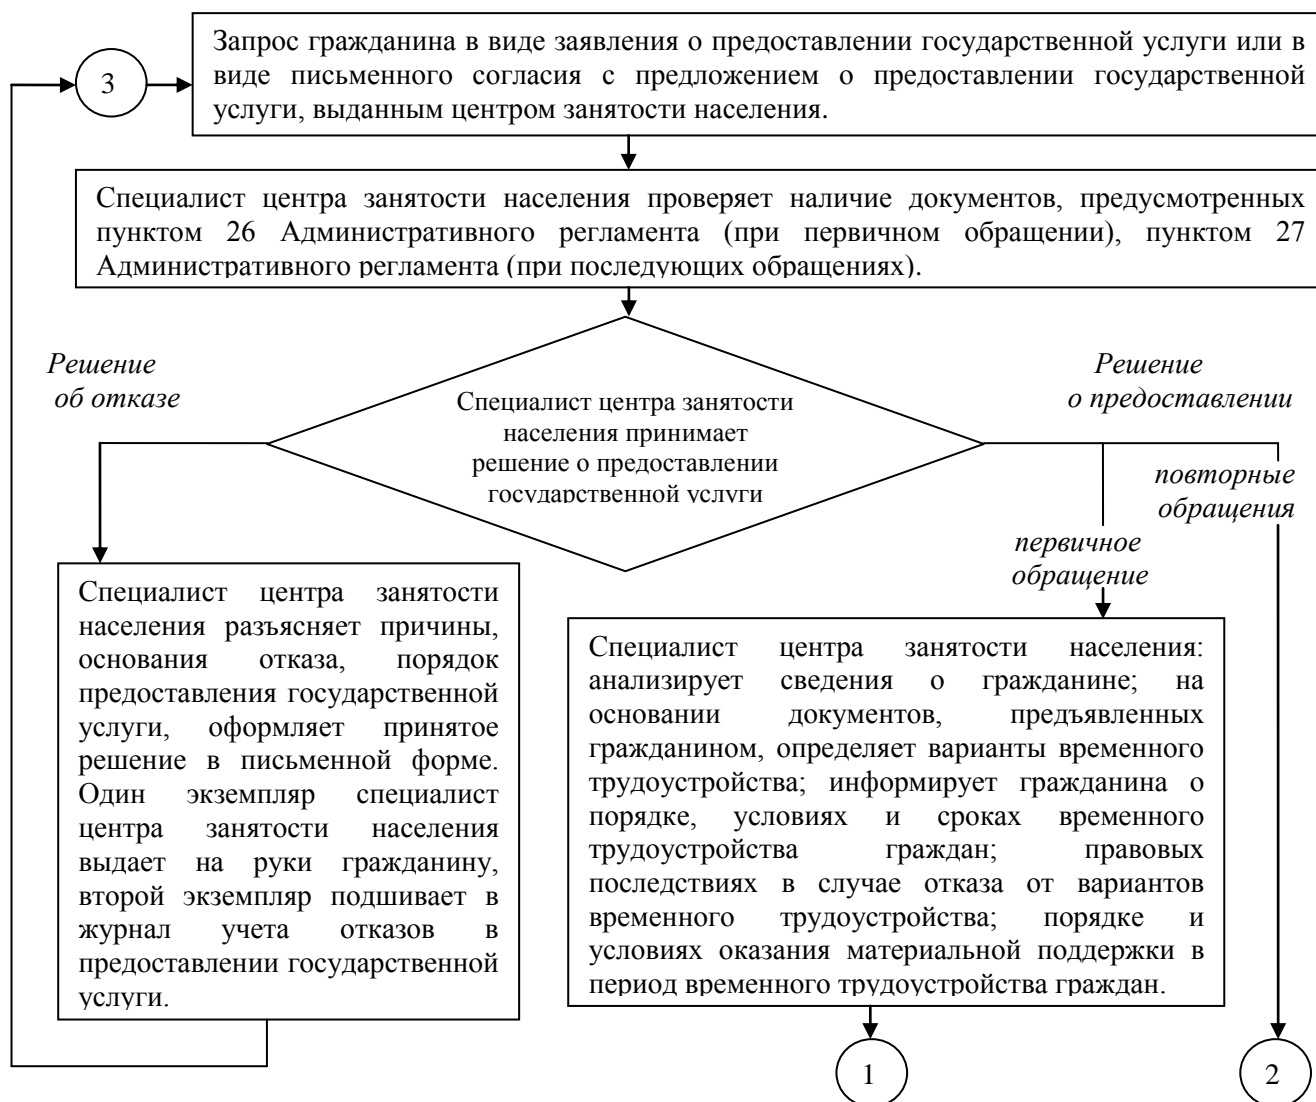 3
Запрос гражданина в виде заявления о предоставлении государственной услуги или в
виде письменного согласия с предложением о предоставлении государственной
услуги, выданным центром занятости населения.
Специалист центра занятости населения проверяет наличие документов, предусмотренных
пунктом 26 Административного регламента (при первичном обращении), пунктом 27
Административного регламента (при последующих обращениях).
Решение
об отказе
Специалист центра занятости
населения принимает
решение о предоставлении
государственной услуги
Решение
о предоставлении
повторные
обращения
первичное
обращение
Специалист центра занятости
населения разъясняет причины,
основания отказа, порядок
предоставления государственной
услуги, оформляет принятое
решение в письменной форме.
Один экземпляр специалист
центра занятости населения
выдает на руки гражданину,
второй экземпляр подшивает в
журнал учета отказов в
предоставлении государственной
услуги.
Специалист центра занятости населения:
анализирует сведения о гражданине; на
основании документов, предъявленных
гражданином, определяет варианты временного
трудоустройства; информирует гражданина о
порядке, условиях и сроках временного
трудоустройства граждан; правовых
последствиях в случае отказа от вариантов
временного трудоустройства; порядке и
условиях оказания материальной поддержки в
период временного трудоустройства граждан.
1
2